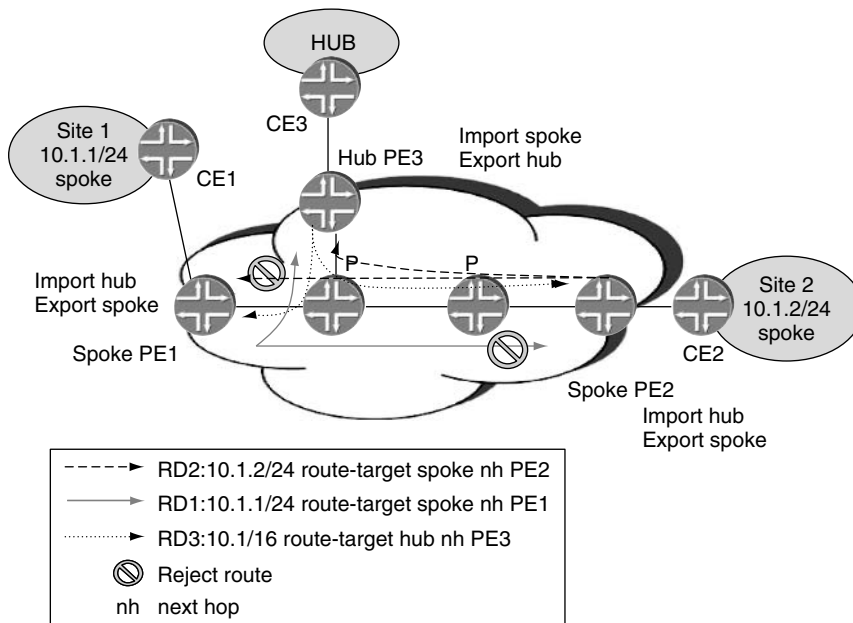 HUB
CE3
Site 1
10.1.1/24
spoke
CE1
Hub PE3
Import spoke
Export hub
Import hub
Export spoke
P
P
Spoke PE1
Site 2
10.1.2/24
spoke
CE2
Spoke PE2
Import hub
Export spoke
RD2:10.1.2/24 route-target spoke nh PE2
RD1:10.1.1/24 route-target spoke nh PE1
RD3:10.1/16 route-target hub nh PE3
Reject route
nh next hop